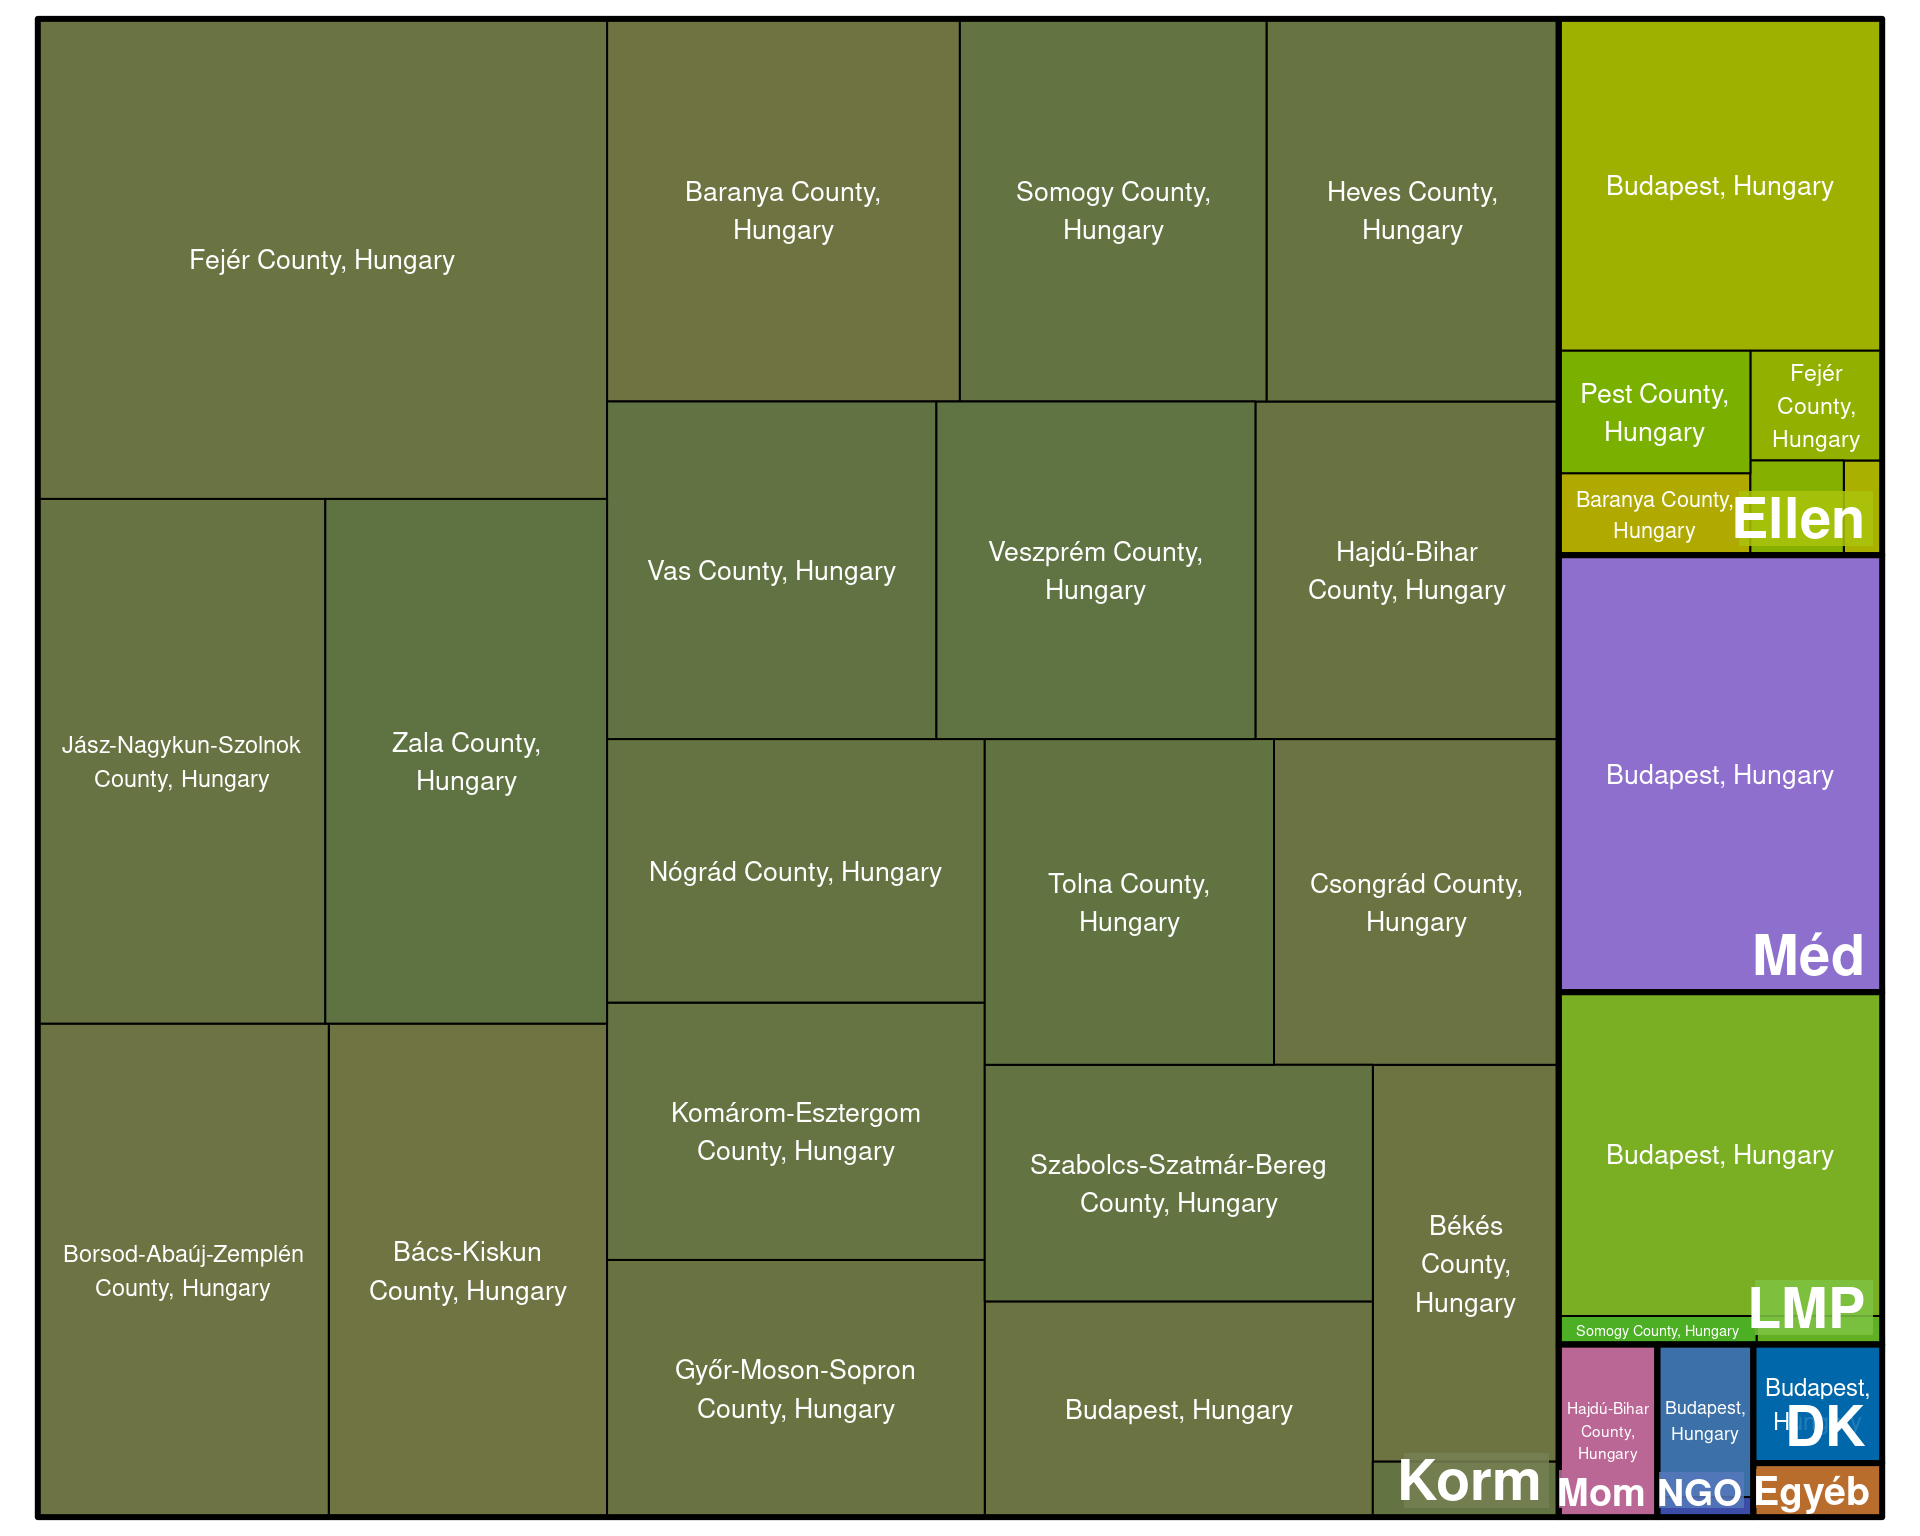 Fejér County, Hungary
Baranya County,
Hungary
Somogy County,
Hungary
Heves County,
Hungary
Budapest, Hungary
Pest County,
Hungary
Fejér
County,
Hungary
Baranya County,
Hungary
Ellen
Jász-Nagykun-Szolnok
County, Hungary
Zala County,
Hungary
Vas County, Hungary
Veszprém County,
Hungary
Hajdú-Bihar
County, Hungary
Budapest, Hungary
Méd
Nógrád County, Hungary
Tolna County,
Hungary
Csongrád County,
Hungary
Borsod-Abaúj-Zemplén
County, Hungary
Bács-Kiskun
County, Hungary
Komárom-Esztergom
County, Hungary
Szabolcs-Szatmár-Bereg
County, Hungary
Békés
County,
Hungary
Budapest, Hungary
LMP
Somogy County, Hungary
Győr-Moson-Sopron
County, Hungary
Budapest, Hungary
Korm
Hajdú-Bihar
County,
Hungary
Mom
Budapest,
Hungary
NGO
Budapest,
Hungary
DK
Egyéb